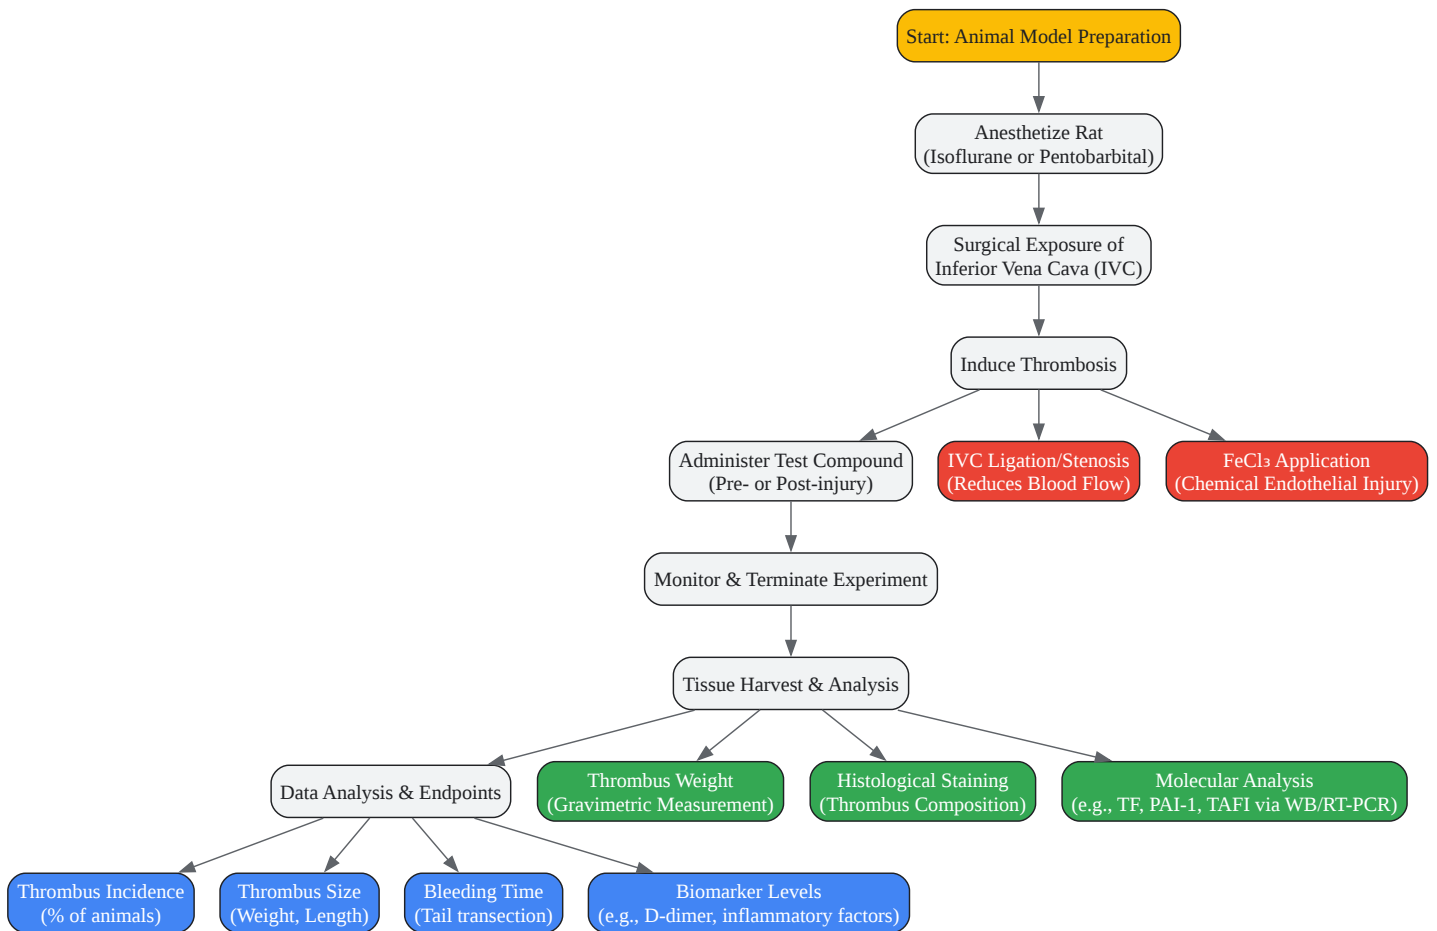 Start: Animal Model Preparation
Anesthetize Rat
(Isoflurane or Pentobarbital)
Surgical Exposure of
Inferior Vena Cava (IVC)
Induce Thrombosis
Administer Test Compound
(Pre- or Post-injury)
IVC Ligation/Stenosis
(Reduces Blood Flow)
FeCl₃ Application
(Chemical Endothelial Injury)
Monitor & Terminate Experiment
Tissue Harvest & Analysis
Data Analysis & Endpoints
Thrombus Weight
(Gravimetric Measurement)
Histological Staining
(Thrombus Composition)
Molecular Analysis
(e.g., TF, PAI-1, TAFI via WB/RT-PCR)
Thrombus Incidence
(% of animals)
Thrombus Size
(Weight, Length)
Bleeding Time
(Tail transection)
Biomarker Levels
(e.g., D-dimer, inflammatory factors)